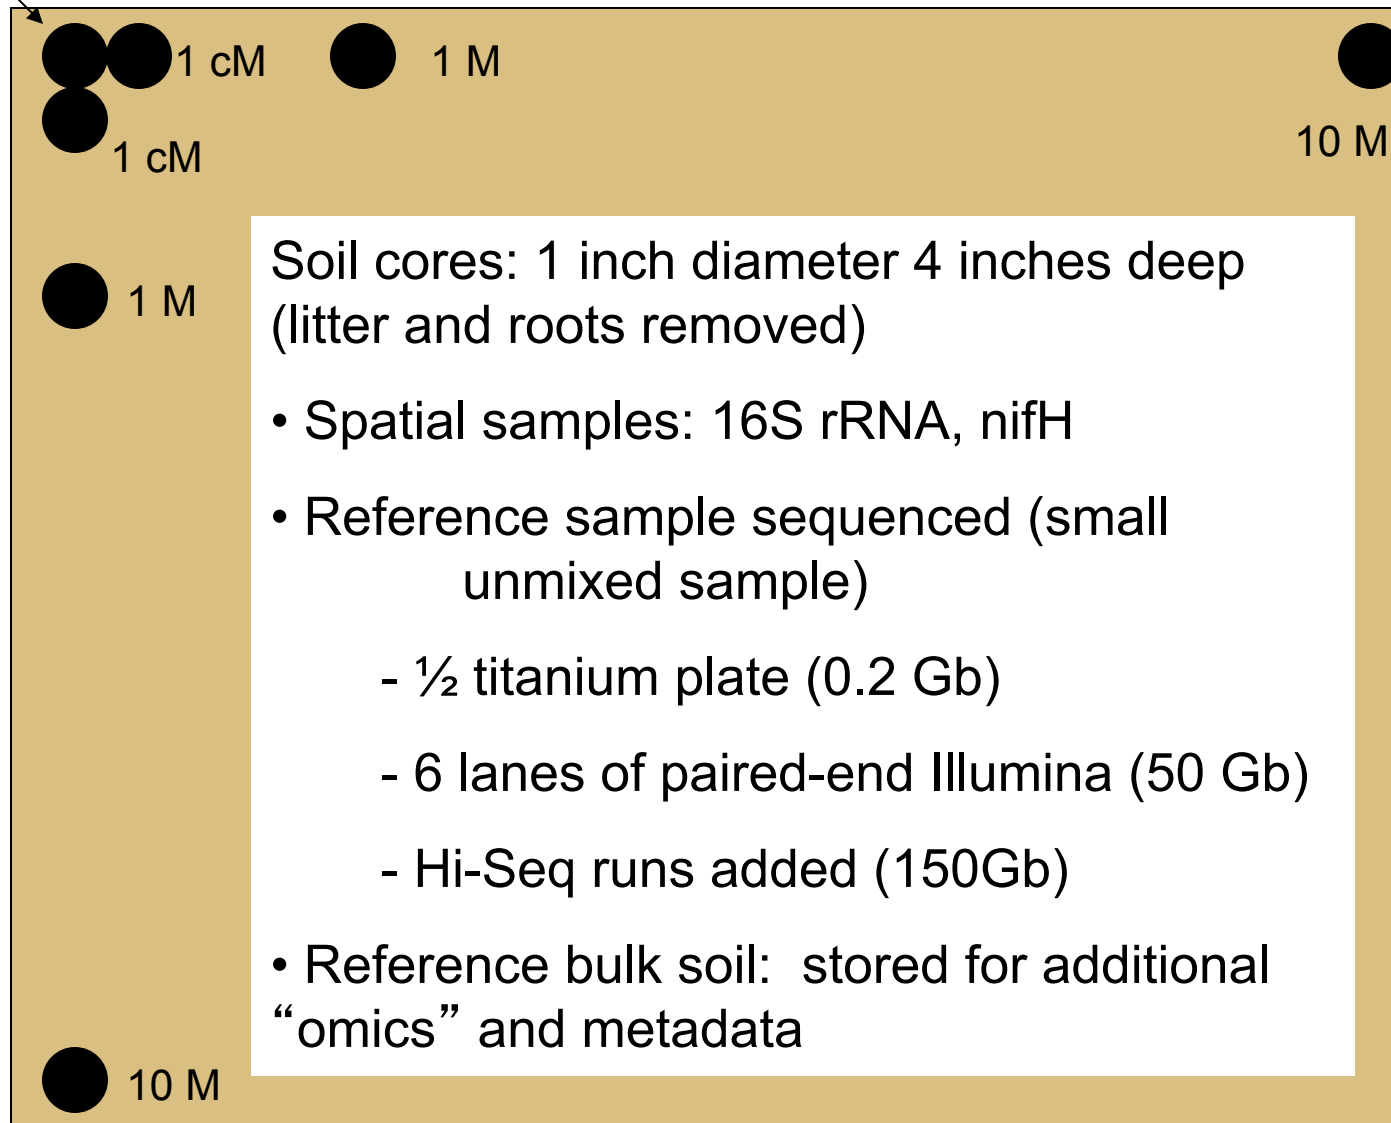 1 cM
1 M
10 M
1 cM
1 M
Soil cores: 1 inch diameter 4 inches deep
(litter and roots removed)
• Spatial samples: 16S rRNA, nifH
• Reference sample sequenced (small
unmixed sample)
- ½ titanium plate (0.2 Gb)
- 6 lanes of paired-end Illumina (50 Gb)
- Hi-Seq runs added (150Gb)
• Reference bulk soil:  stored for additional
“omics” and metadata
10 M